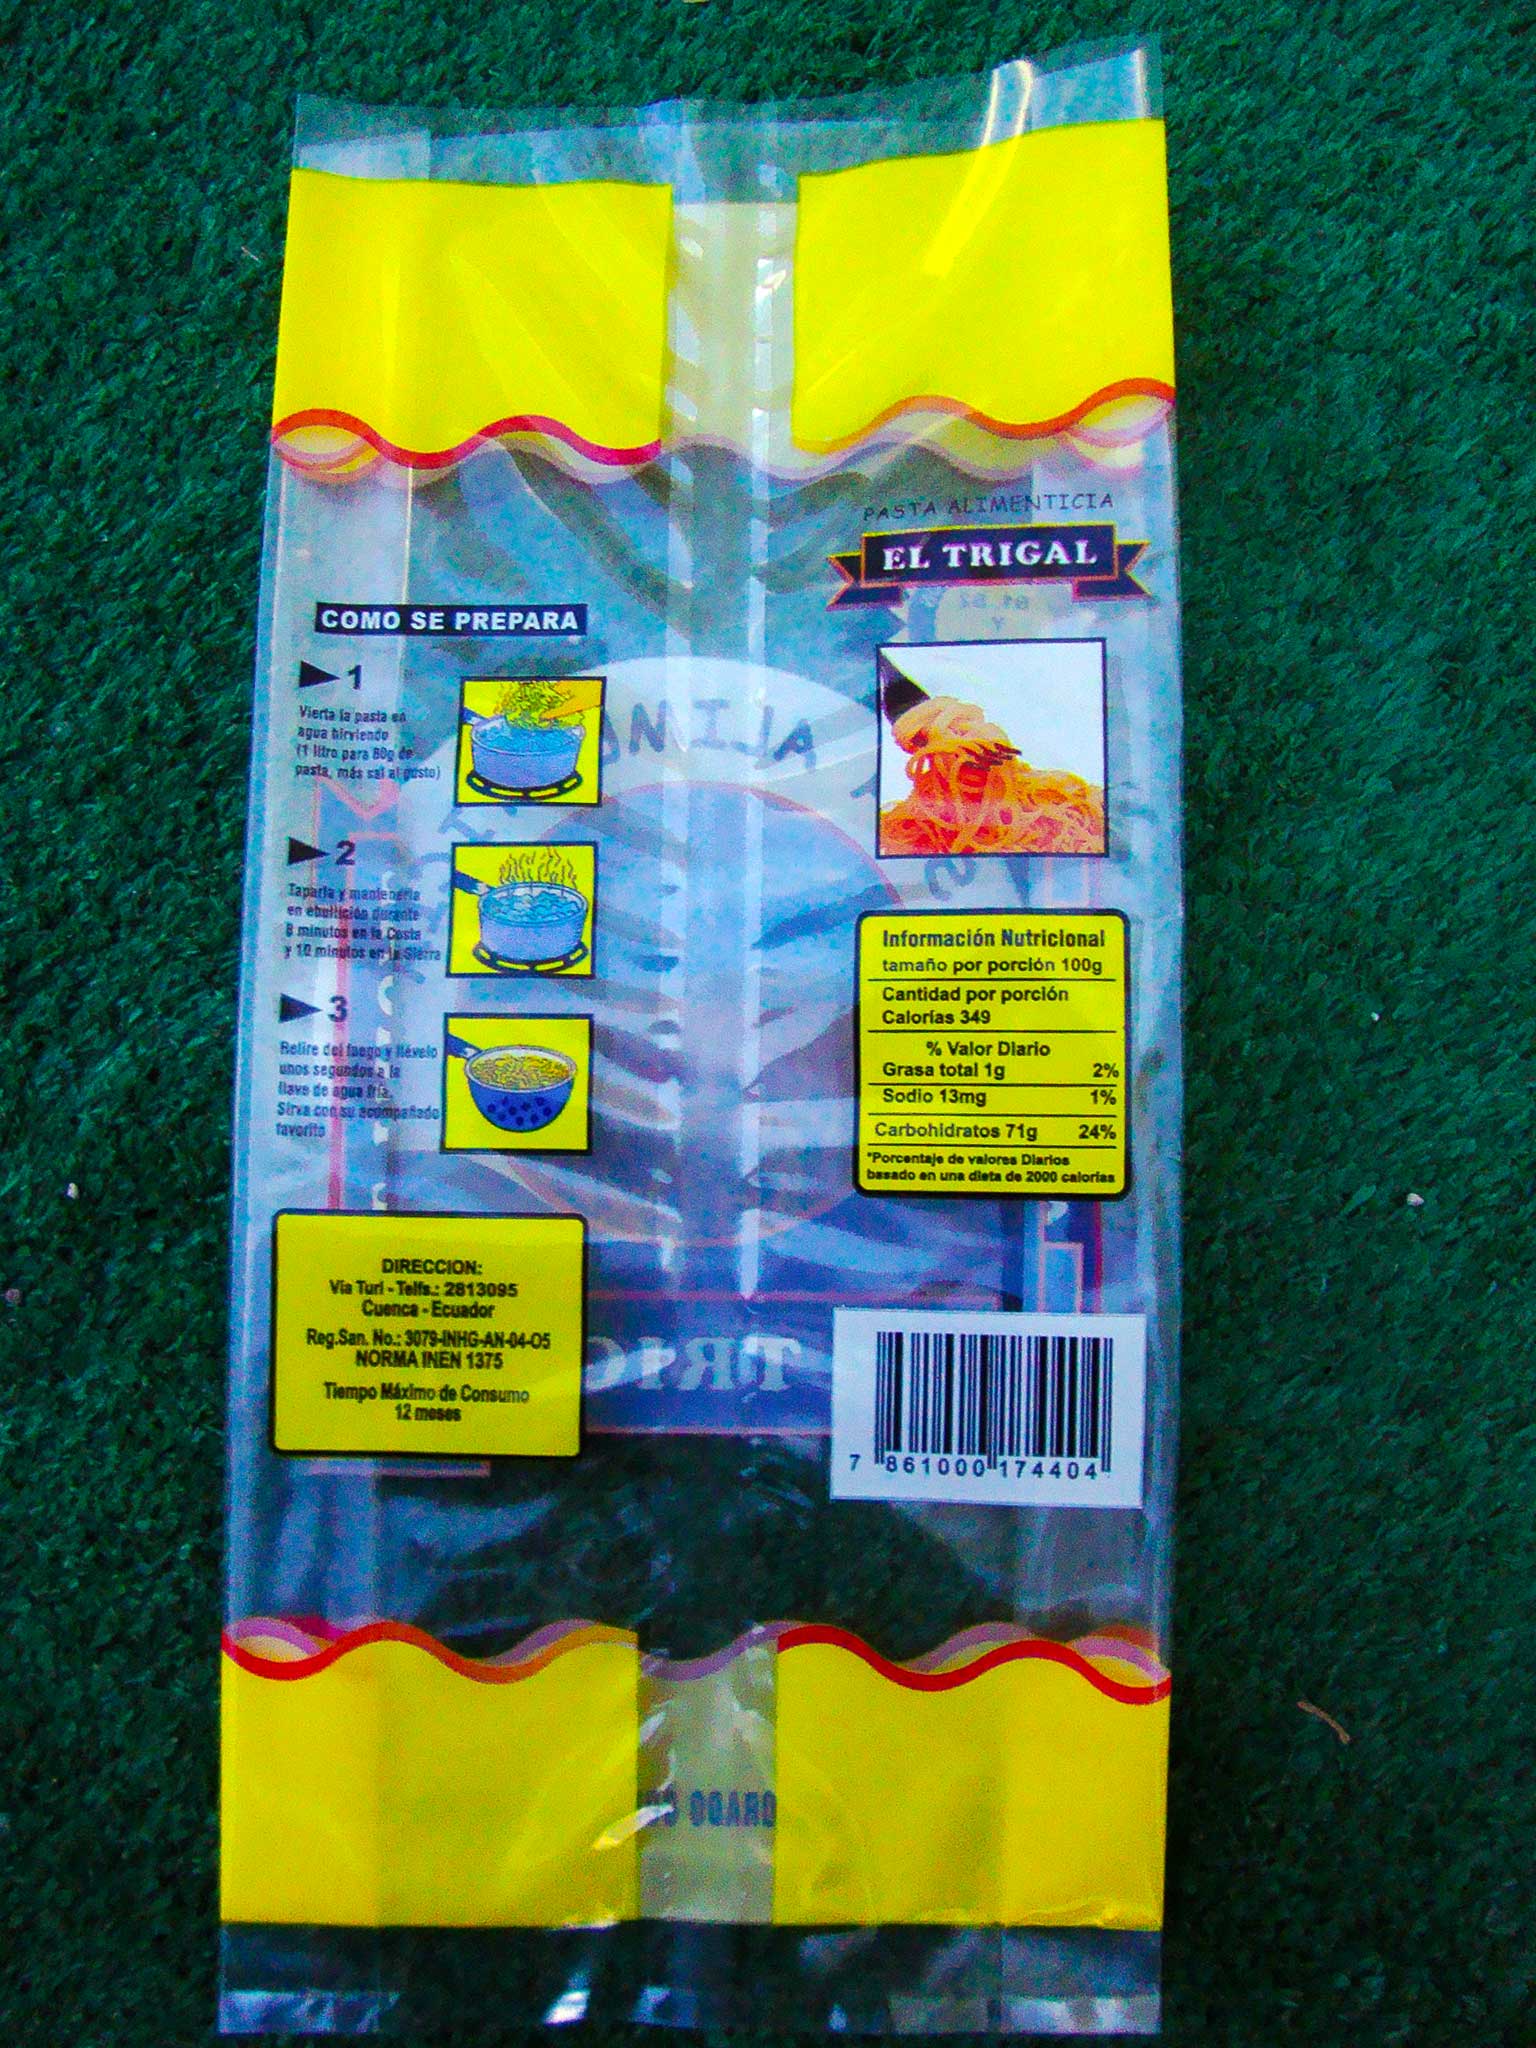 COMO SE PREPARA
1
Vierta la pasta en
agua hirviendo
(1 litro para 80g de
pasta, más sal al gusto)
2
Taparla y mantenerla
en ebullición durante
8 minutos en la Costa
y 10 minutos en la Sierra
3
Retire del fuego y llévelo
unos segundos a la
llave de agua fría.
Sirva con su acompañado
favorito
DIRECCION:
Via Turi - Telfs.: 2813095
Cuenca - Ecuador
Reg.San. No.: 3079-INHG-AN-04-O5
NORMA INEN 1375
Tiempo Máximo de Consumo
12 meses
PASTA ALIMENTICIA
EL TRIGAL
Información Nutricional
tamaño por porción 100g
Cantidad por porción
Calorías 349
% Valor Diario
Grasa total 1g 2%
Sodio 13mg 1%
Carbohidratos 71g 24%
*Porcentaje de valores Diarios
basado en una dieta de 2000 calorías
7 861000 174404